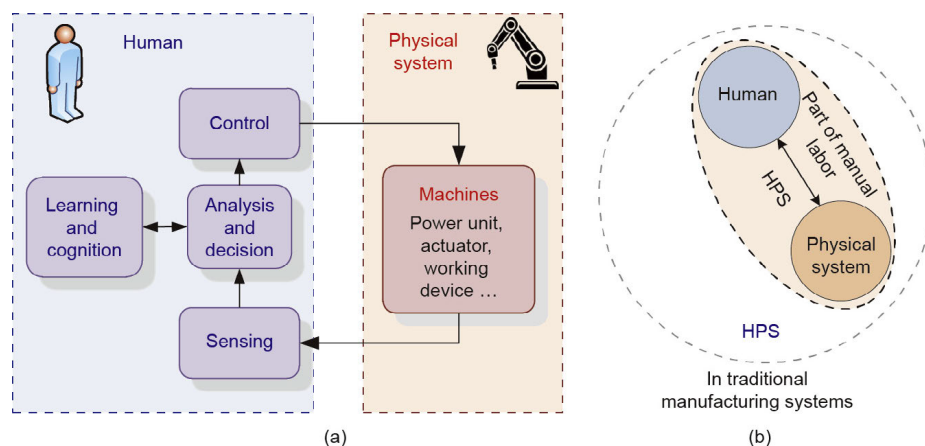 Human
Physical
system
Control
Learning
and
cognition
Analysis
and
decision
Sensing
Machines
Power unit,
actuator,
working
device ...
(a)
Human
Part of manual
labor
HPS
Physical
system
HPS
In traditional
manufacturing systems
(b)